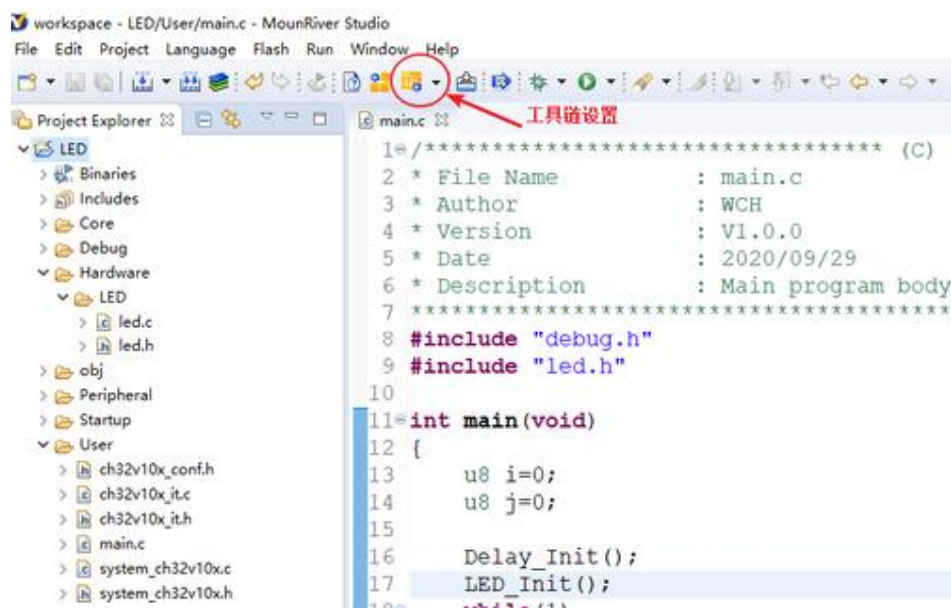 workspace - LED/User/main.c - MounRiver Studio
File Edit Project Language Flash Run Window Help
工具链设置
Project Explorer
LED
Binaries
Includes
Core
Debug
Hardware
LED
led.c
led.h
obj
Peripheral
Startup
User
ch32v10x_conf.h
ch32v10x_it.c
ch32v10x_it.h
main.c
system_ch32v10x.c
system_ch32v10x.h
main.c
1 /*********************************** (C)
2 * File Name : main.c
3 * Author : WCH
4 * Version : V1.0.0
5 * Date : 2020/09/29
6 * Description : Main program body
7 *****************************************
8 #include "debug.h"
9 #include "led.h"
10
11 int main(void)
12 {
13 u8 i=0;
14 u8 j=0;
15
16 Delay_Init();
17 LED_Init();
18 while(1)